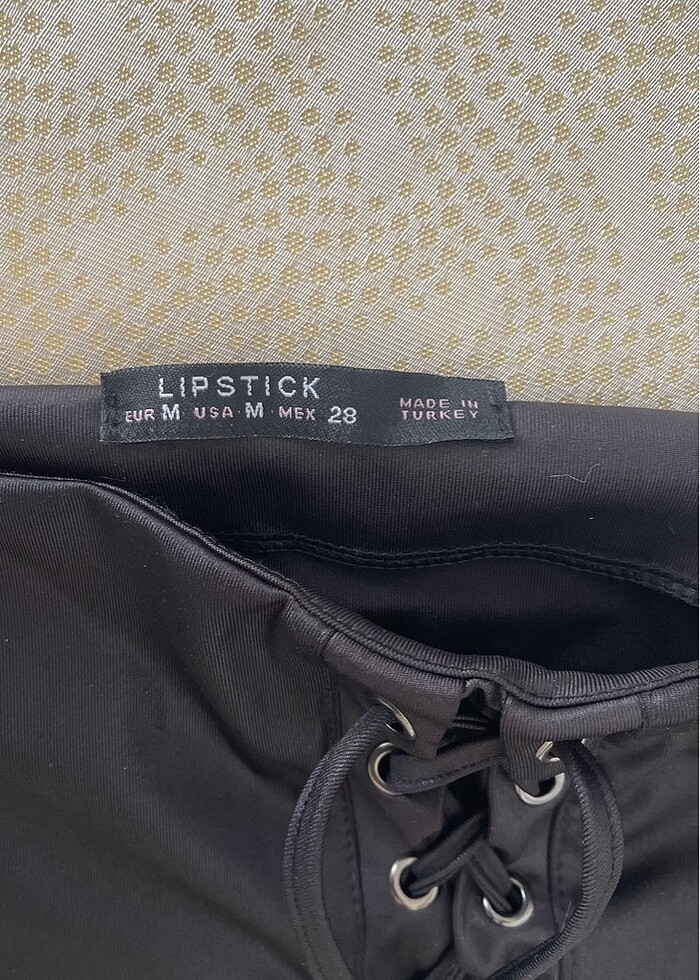 LIPSTICK
EUR M USA M MEX 28
MADE IN
TURKEY